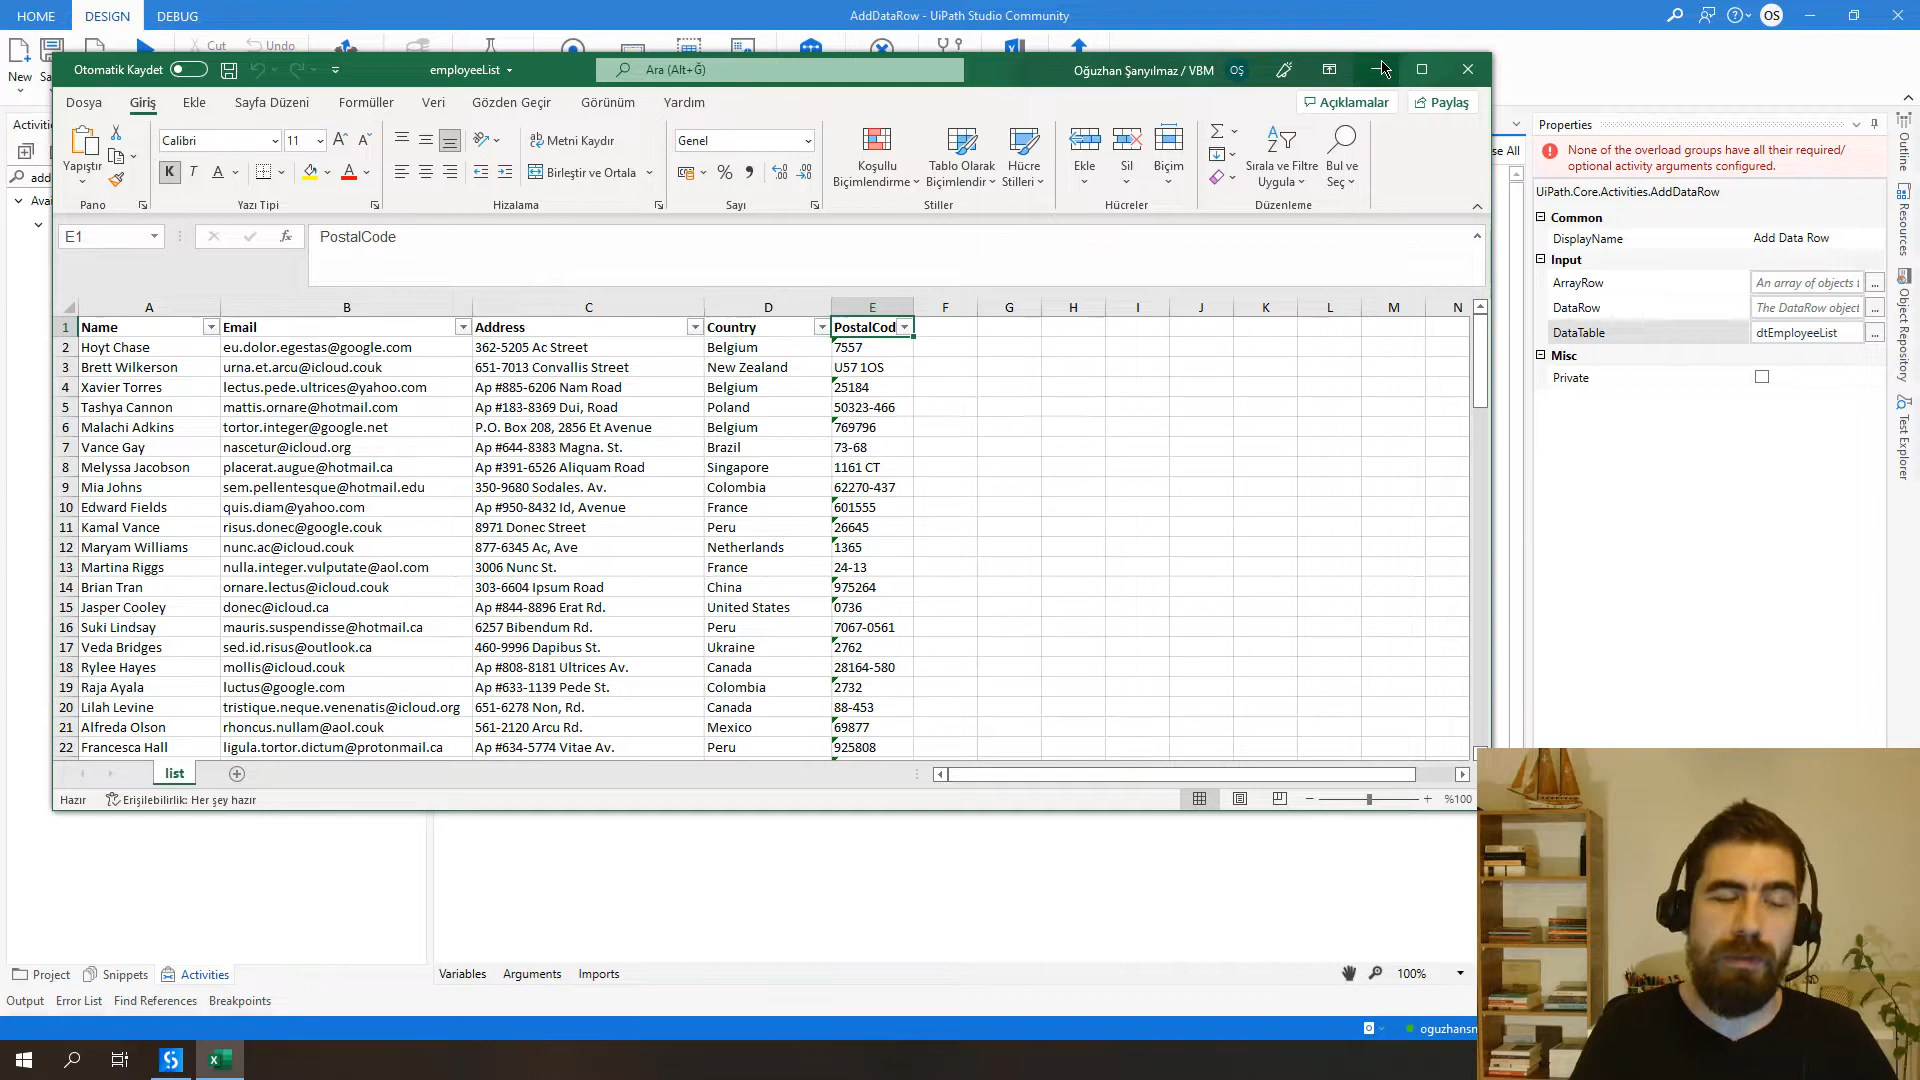 HOME DESIGN DEBUG AddDataRow - UiPath Studio Community OS
New Cut Undo
Otomatik Kaydet employeeList Ara (Alt+Ğ) Oğuzhan Şanyılmaz / VBM OŞ
Dosya Giriş Ekle Sayfa Düzeni Formüller Veri Gözden Geçir Görünüm Yardım Açıklamalar Paylaş
Yapıştır Calibri 11 Metni Kaydır Genel Koşullu Biçimlendirme Tablo Olarak Biçimlendir Hücre Stilleri Ekle Sil Biçim Sırala ve Filtre Uygula Bul ve Seç
K T A A Birleştir ve Ortala %
Pano Yazı Tipi Hizalama Sayı Stiller Hücreler Düzenleme
E1 fx PostalCode
A B C D E F G H I J K L M N
1 Name Email Address Country PostalCod
2 Hoyt Chase eu.dolor.egestas@google.com 362-5205 Ac Street Belgium 7557
3 Brett Wilkerson urna.et.arcu@icloud.couk 651-7013 Convallis Street New Zealand U57 1OS
4 Xavier Torres lectus.pede.ultrices@yahoo.com Ap #885-6206 Nam Road Belgium 25184
5 Tashya Cannon mattis.ornare@hotmail.com Ap #183-8369 Dui, Road Poland 50323-466
6 Malachi Adkins tortor.integer@google.net P.O. Box 208, 2856 Et Avenue Belgium 769796
7 Vance Gay nascetur@icloud.org Ap #644-8383 Magna. St. Brazil 73-68
8 Melyssa Jacobson placerat.augue@hotmail.ca Ap #391-6526 Aliquam Road Singapore 1161 CT
9 Mia Johns sem.pellentesque@hotmail.edu 350-9680 Sodales. Av. Colombia 62270-437
10 Edward Fields quis.diam@yahoo.com Ap #950-8432 Id, Avenue France 601555
11 Kamal Vance risus.donec@google.couk 8971 Donec Street Peru 26645
12 Maryam Williams nunc.ac@icloud.couk 877-6345 Ac, Ave Netherlands 1365
13 Martina Riggs nulla.integer.vulputate@aol.com 3006 Nunc St. France 24-13
14 Brian Tran ornare.lectus@icloud.couk 303-6604 Ipsum Road China 975264
15 Jasper Cooley donec@icloud.ca Ap #844-8896 Erat Rd. United States 0736
16 Suki Lindsay mauris.suspendisse@hotmail.ca 6257 Bibendum Rd. Peru 7067-0561
17 Veda Bridges sed.id.risus@outlook.ca 460-9996 Dapibus St. Ukraine 2762
18 Rylee Hayes mollis@icloud.couk Ap #808-8181 Ultrices Av. Canada 28164-580
19 Raja Ayala luctus@google.com Ap #633-1139 Pede St. Colombia 2732
20 Lilah Levine tristique.neque.venenatis@icloud.org 651-6278 Non, Rd. Canada 88-453
21 Alfreda Olson rhoncus.nullam@aol.couk 561-2120 Arcu Rd. Mexico 69877
22 Francesca Hall ligula.tortor.dictum@protonmail.ca Ap #634-5774 Vitae Av. Peru 925808
list
Hazır Erişilebilirlik: Her şey hazır %100
Activiti
add
Ava
se All
Properties
None of the overload groups have all their required/
optional activity arguments configured.
UiPath.Core.Activities.AddDataRow
Common
DisplayName Add Data Row
Input
ArrayRow An array of objects t ...
DataRow The DataRow object ...
DataTable dtEmployeeList ...
Misc
Private
Outline
Resources
Object Repository
Test Explorer
Project Snippets Activities Variables Arguments Imports 100%
Output Error List Find References Breakpoints
oguzhansn